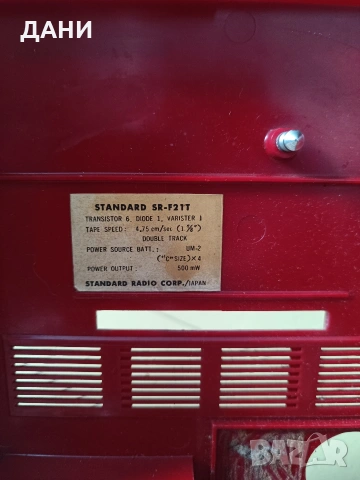 ДАНИ
STANDARD SR-F21T
TRANSISTOR 6, DIODE 1, VARISTER 1
TAPE SPEED: 4,75 cm/sec (1 ⅞")
DOUBLE TRACK
POWER SOURCE BATT.: UM-2
("C" SIZE) × 4
POWER OUTPUT: 500 mW
STANDARD RADIO CORP./JAPAN
BAZAR